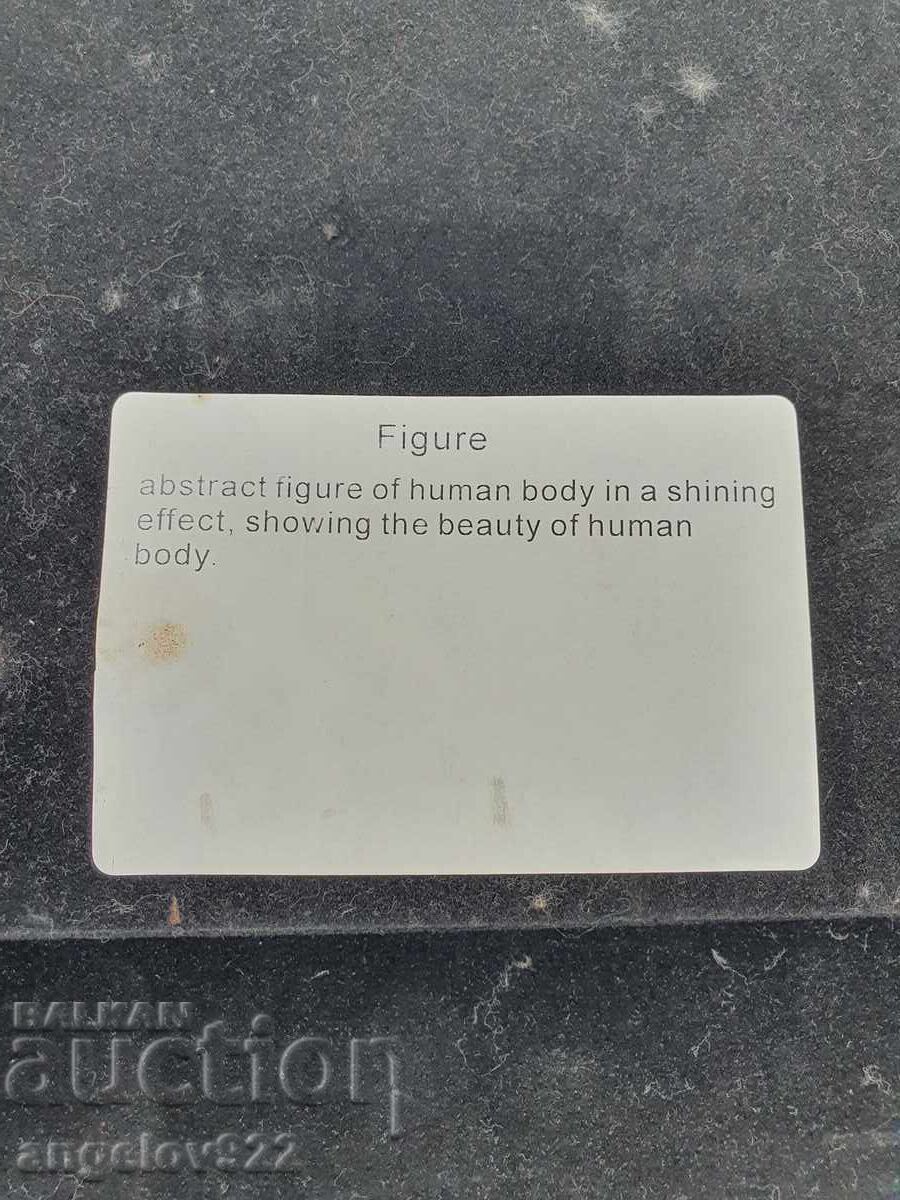 Figure
abstract figure of human body in a shining
effect, showing the beauty of human
body.
BALKAN
auction
angelov922